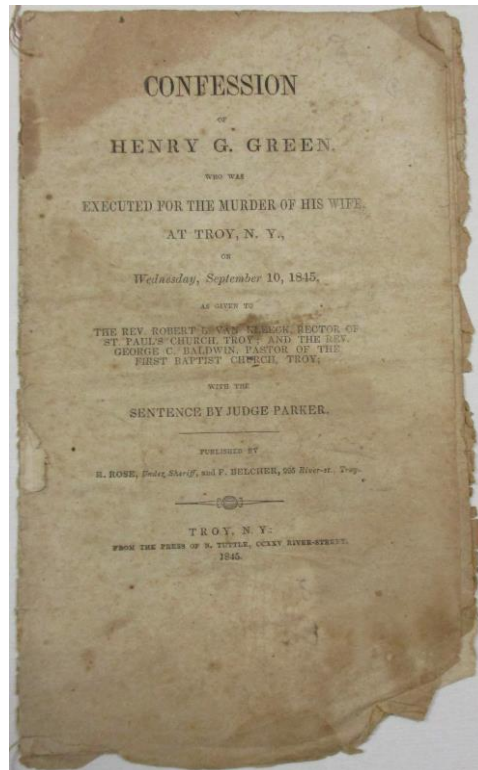 CONFESSION
OF
HENRY G. GREEN,
WHO WAS
EXECUTED FOR THE MURDER OF HIS WIFE,
AT TROY, N. Y.,
ON
Wednesday, September 10, 1845,
AS GIVEN TO
THE REV. ROBERT B. VAN KLEECK, RECTOR OF
ST. PAUL'S CHURCH, TROY; AND THE REV.
GEORGE C. BALDWIN, PASTOR OF THE
FIRST BAPTIST CHURCH, TROY;
WITH THE
SENTENCE BY JUDGE PARKER.
PUBLISHED BY
R. ROSE, Under Sheriff, and F. BELCHER, River-st., Troy.
TROY, N. Y.:
FROM THE PRESS OF N. TUTTLE, CCXXV RIVER-STREET.
1845.